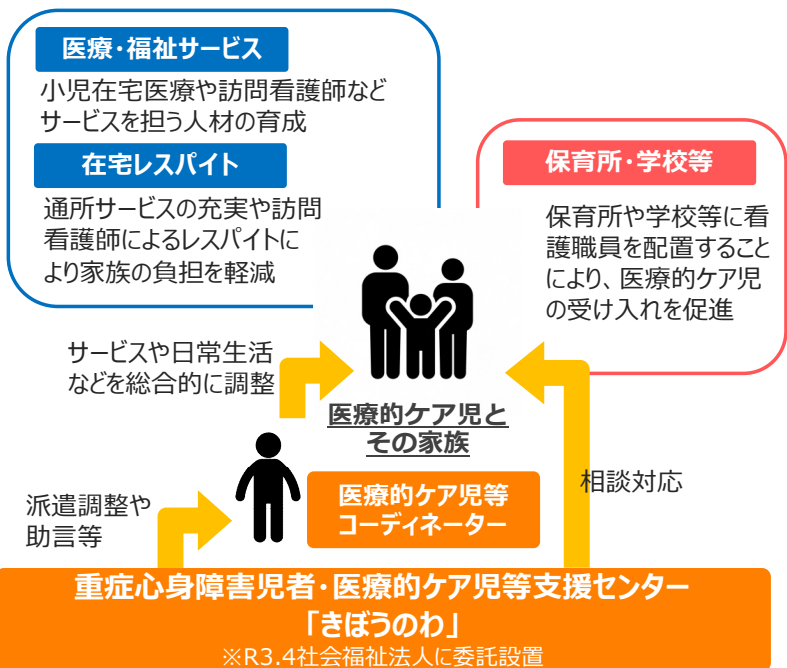 医療・福祉サービス
小児在宅医療や訪問看護師など
サービスを担う人材の育成
在宅レスパイト
通所サービスの充実や訪問
看護師によるレスパイトに
より家族の負担を軽減
保育所・学校等
保育所や学校等に看
護職員を配置すること
により、医療的ケア児
の受け入れを促進
サービスや日常生活
などを総合的に調整
医療的ケア児と
その家族
医療的ケア児等
コーディネーター
相談対応
派遣調整や
助言等
重症心身障害児者・医療的ケア児等支援センター
「きぼうのわ」
※R3.4社会福祉法人に委託設置